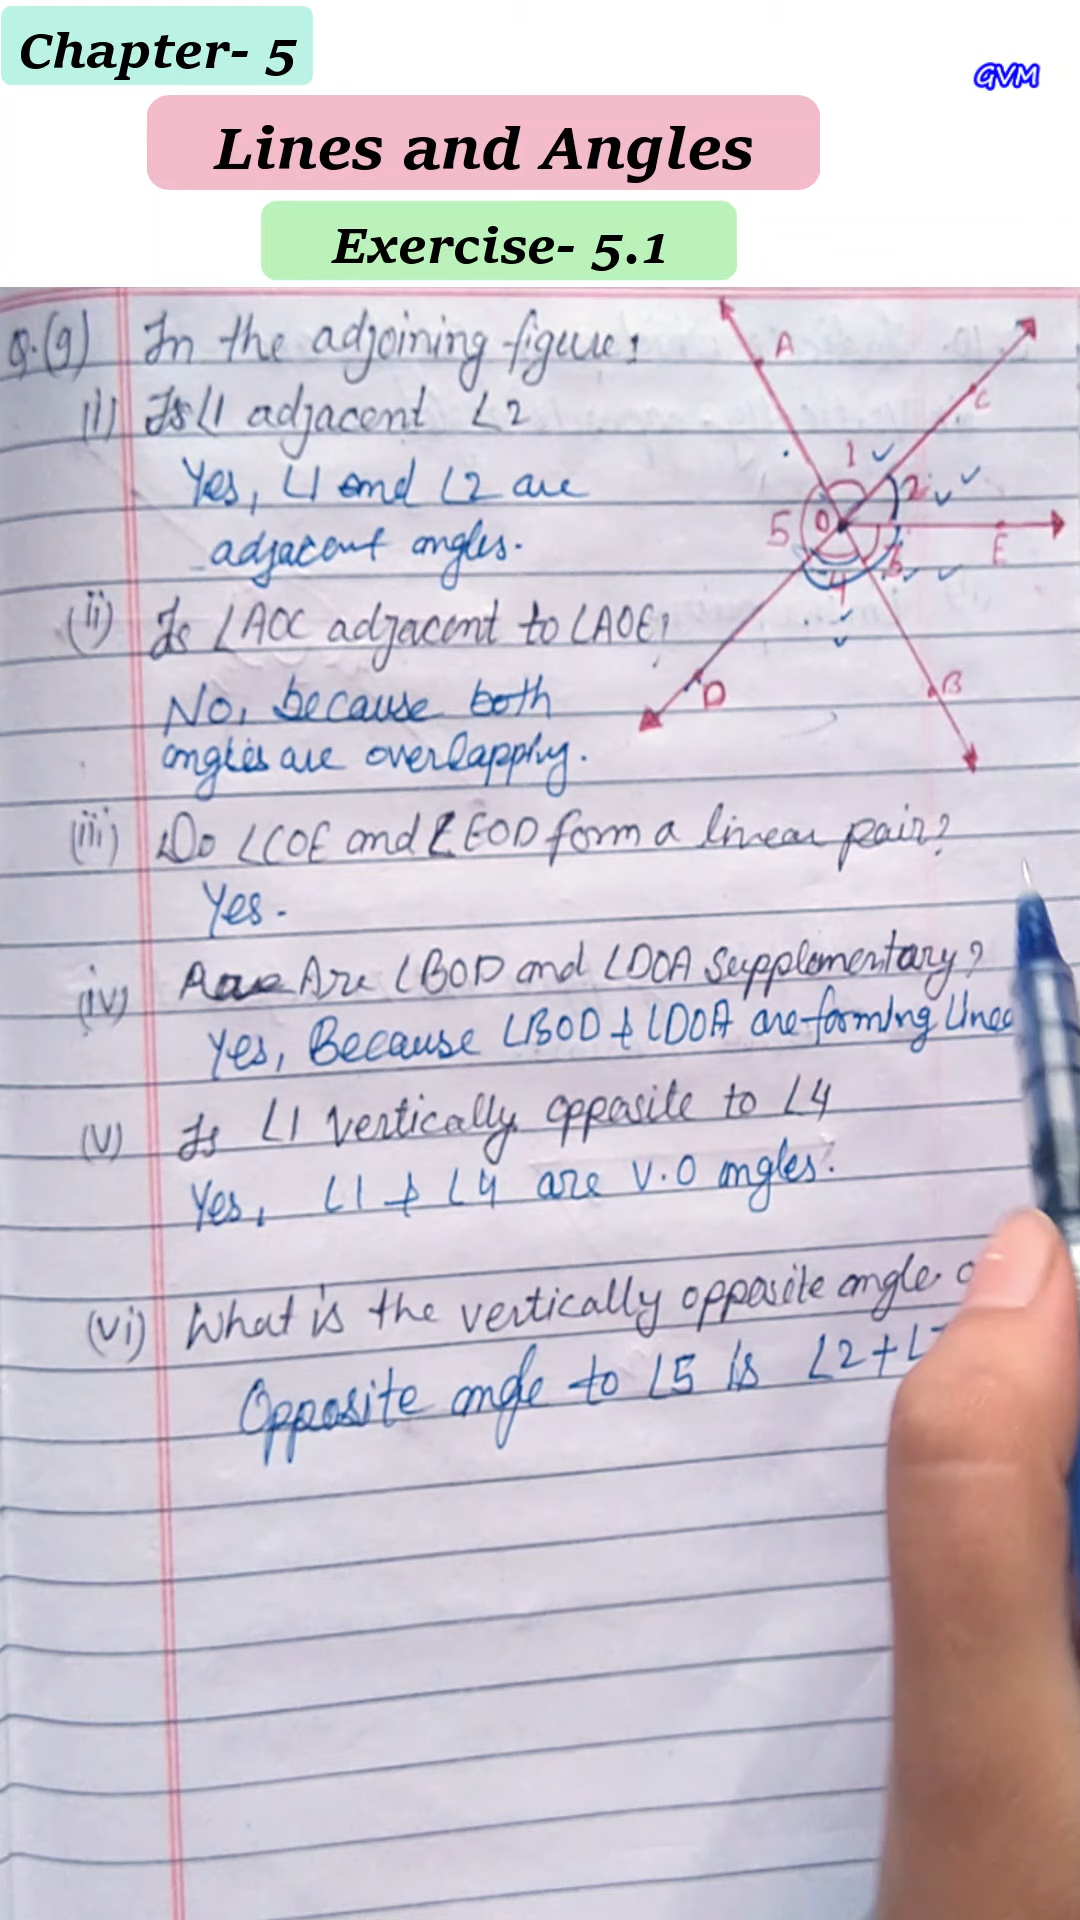 Chapter- 5
GVM
Lines and Angles
Exercise- 5.1
Q.(9) In the adjoining figure:
(i) Is ∠1 adjacent ∠2
Yes, ∠1 and ∠2 are
adjacent angles.
(ii) Is ∠AOC adjacent to ∠AOE?
No, because both
angles are overlapping.
(iii) Do ∠COE and ∠EOD form a linear pair?
Yes.
(iv) Are ∠BOD and ∠DOA Supplementary?
Yes, Because ∠BOD & ∠DOA are forming
(v) Is ∠1 vertically opposite to ∠4
Yes, ∠1 & ∠4 are V.O angles.
(vi) What is the vertically opposite angle
Opposite angle to ∠5 is ∠2+∠
A
C
1
2
5
O
E
3
4
D
B